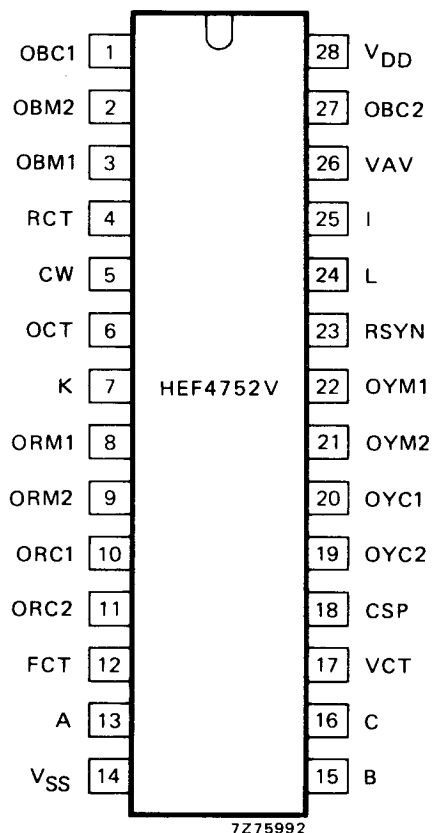 OBC1 1 28 VDD
OBM2 2 27 OBC2
OBM1 3 26 VAV
RCT 4 25 I
CW 5 24 L
OCT 6 23 RSYN
K 7 HEF4752V 22 OYM1
ORM1 8 21 OYM2
ORM2 9 20 OYC1
ORC1 10 19 OYC2
ORC2 11 18 CSP
FCT 12 17 VCT
A 13 16 C
VSS 14 15 B
7Z75992